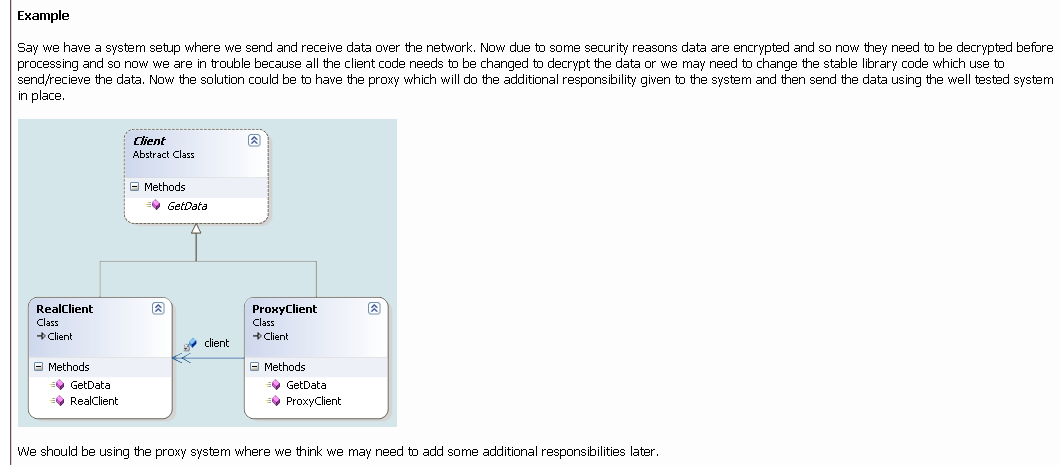 Example
Say we have a system setup where we send and receive data over the network. Now due to some security reasons data are encrypted and so now they need to be decrypted before
processing and so now we are in trouble because all the client code needs to be changed to decrypt the data or we may need to change the stable library code which use to
send/recieve the data. Now the solution could be to have the proxy which will do the additional responsibility given to the system and then send the data using the well tested system
in place.
Client
Abstract Class
Methods
GetData
RealClient
Class
Client
Methods
GetData
RealClient
client
ProxyClient
Class
Client
Methods
GetData
ProxyClient
We should be using the proxy system where we think we may need to add some additional responsibilities later.